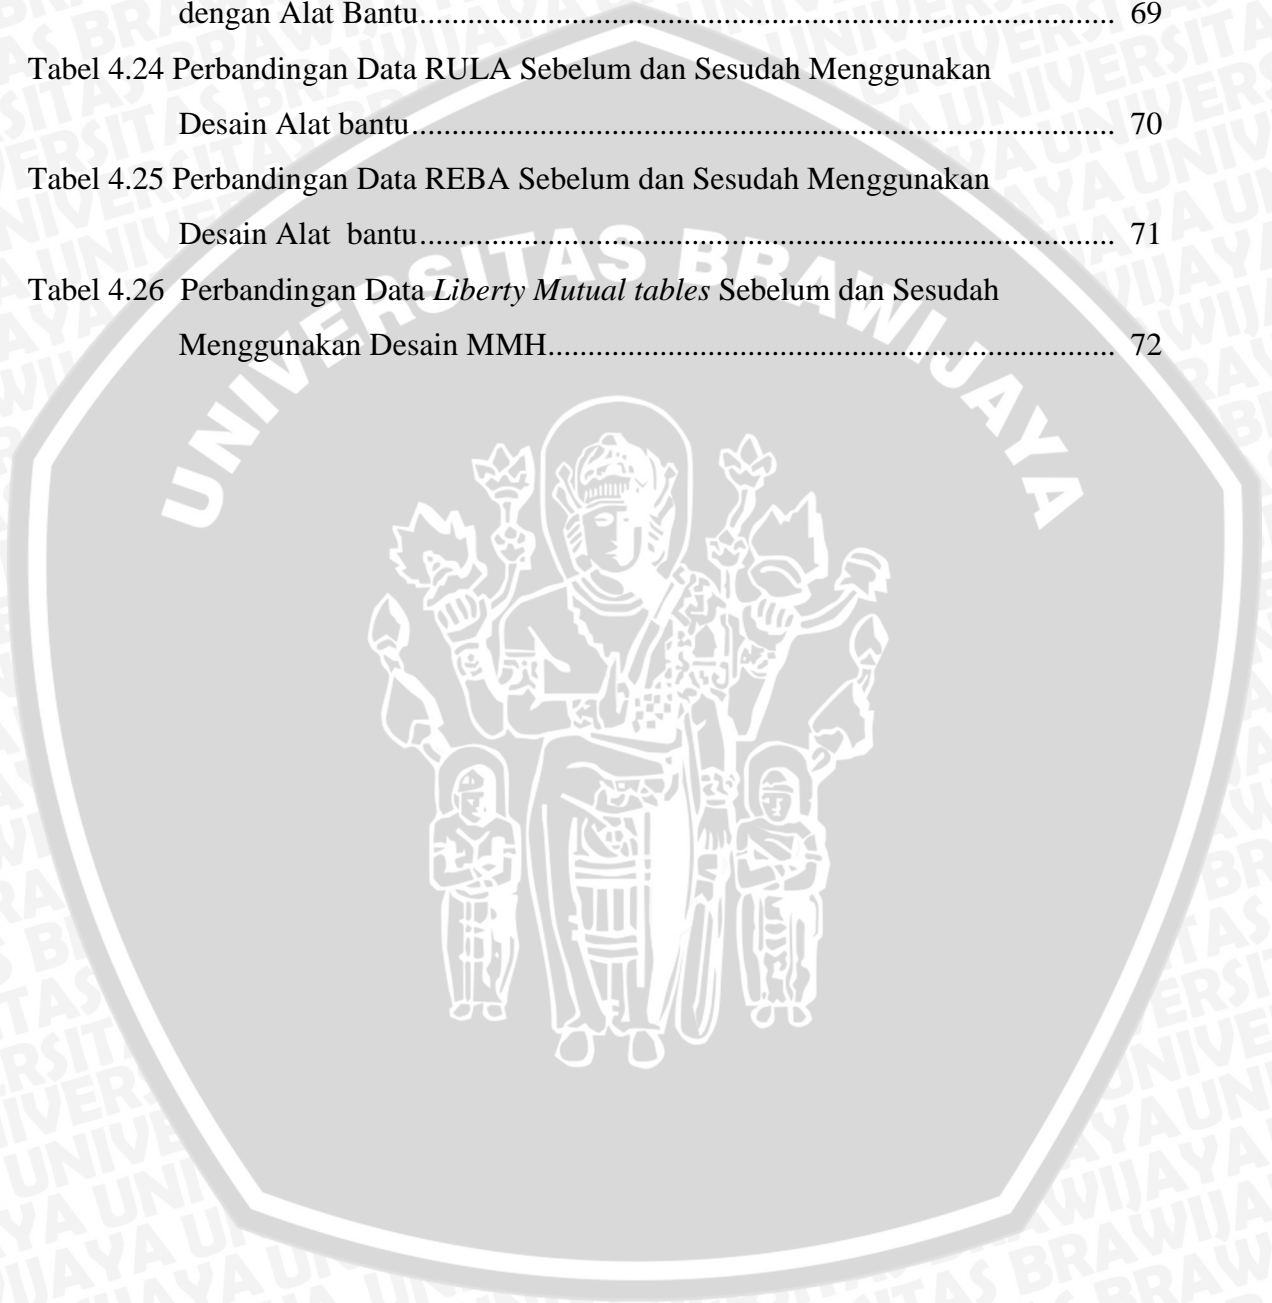 dengan Alat Bantu....................................................................................... 69
Tabel 4.24 Perbandingan Data RULA Sebelum dan Sesudah Menggunakan
Desain Alat bantu........................................................................................ 70
Tabel 4.25 Perbandingan Data REBA Sebelum dan Sesudah Menggunakan
Desain Alat  bantu....................................................................................... 71
Tabel 4.26  Perbandingan Data Liberty Mutual tables Sebelum dan Sesudah
Menggunakan Desain MMH....................................................................... 72
UNIVERSITAS BRAWIJAYA